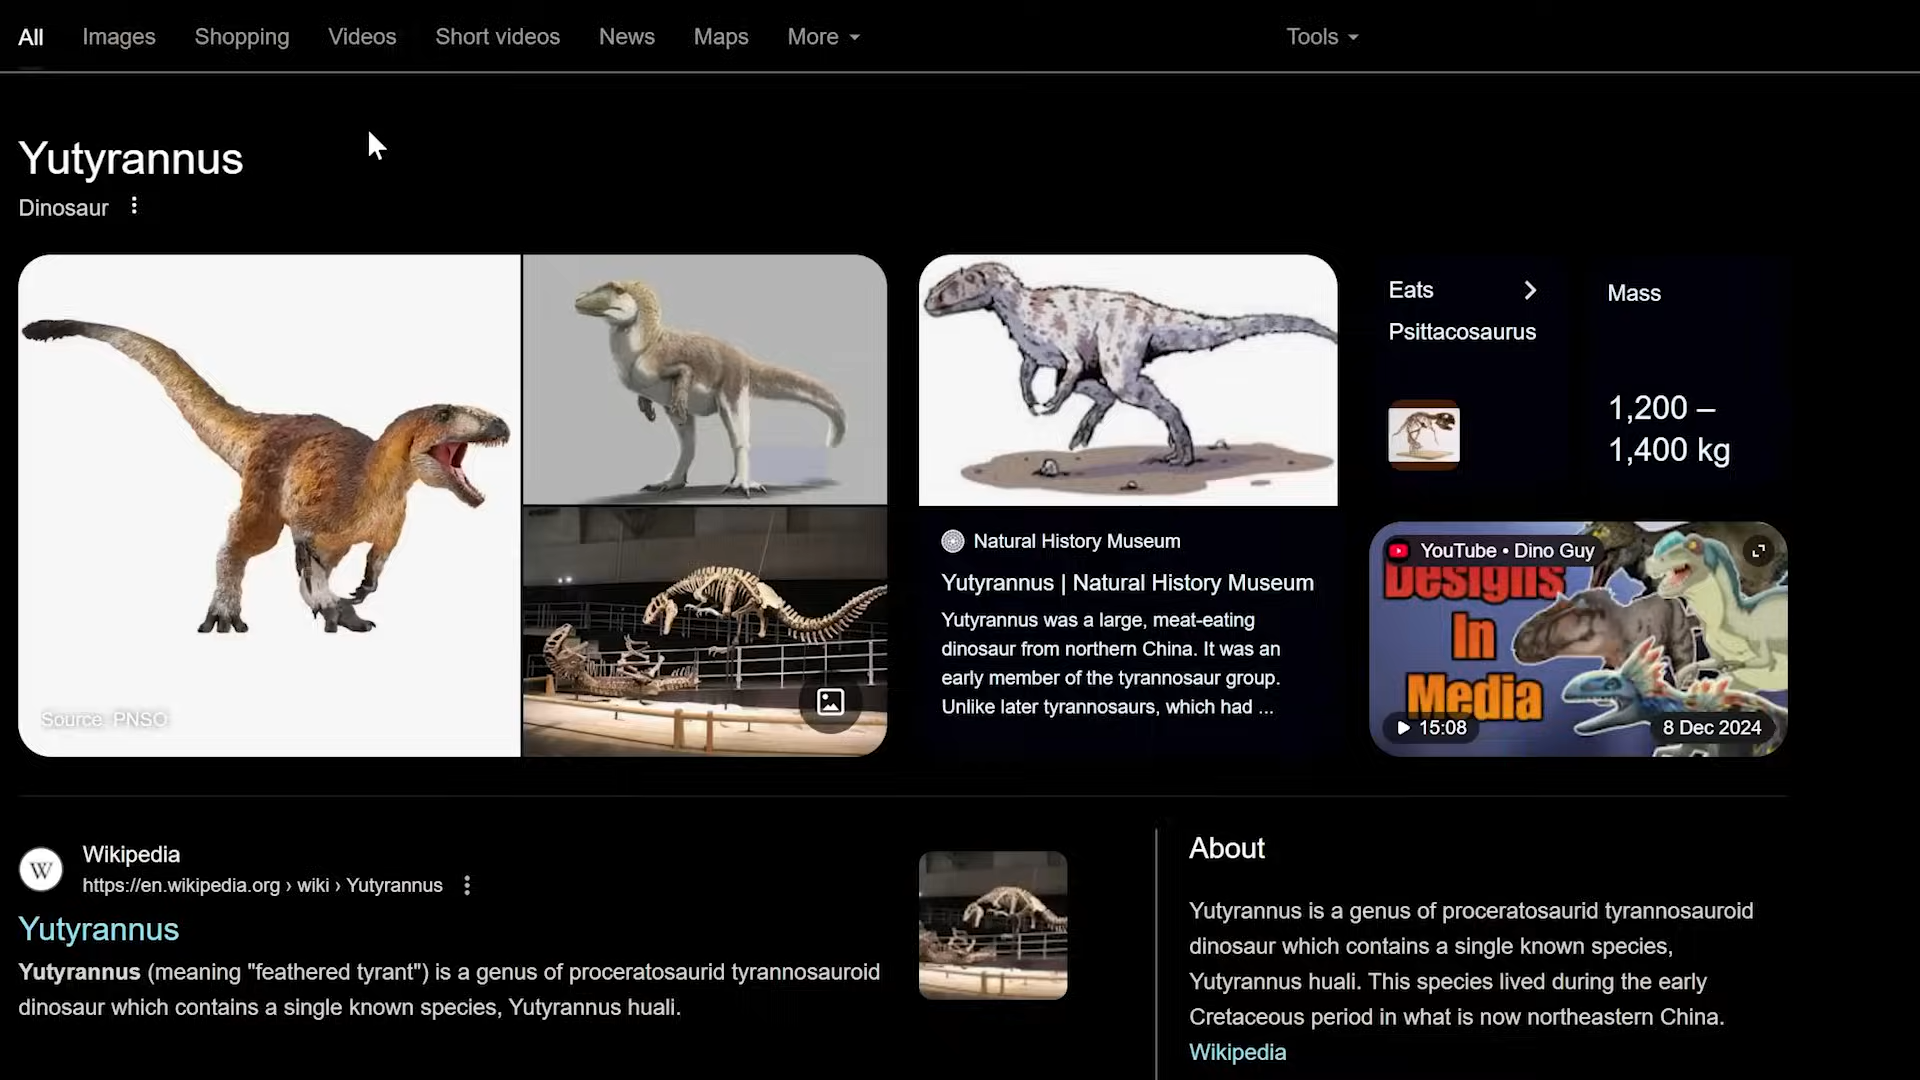 All Images Shopping Videos Short videos News Maps More Tools
Yutyrannus
Dinosaur
Source: PNSO
Natural History Museum
Yutyrannus | Natural History Museum
Yutyrannus was a large, meat-eating
dinosaur from northern China. It was an
early member of the tyrannosaur group.
Unlike later tyrannosaurs, which had ...
Eats
Psittacosaurus
Mass
1,200 –
1,400 kg
YouTube • Dino Guy
Designs
In
Media
15:08
8 Dec 2024
W
Wikipedia
https://en.wikipedia.org › wiki › Yutyrannus
Yutyrannus
Yutyrannus (meaning "feathered tyrant") is a genus of proceratosaurid tyrannosauroid
dinosaur which contains a single known species, Yutyrannus huali.
About
Yutyrannus is a genus of proceratosaurid tyrannosauroid
dinosaur which contains a single known species,
Yutyrannus huali. This species lived during the early
Cretaceous period in what is now northeastern China.
Wikipedia